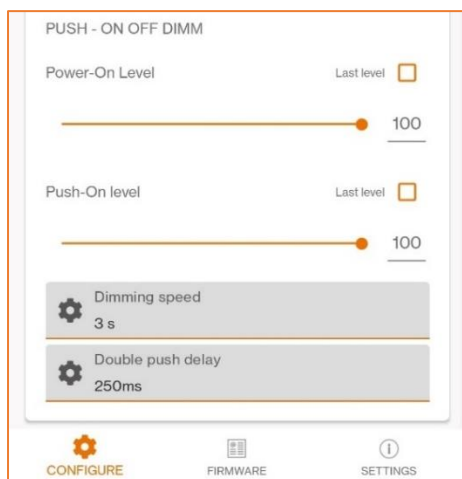 PUSH - ON OFF DIMM
Power-On Level Last level
100
Push-On level Last level
100
Dimming speed
3 s
Double push delay
250ms
CONFIGURE FIRMWARE SETTINGS